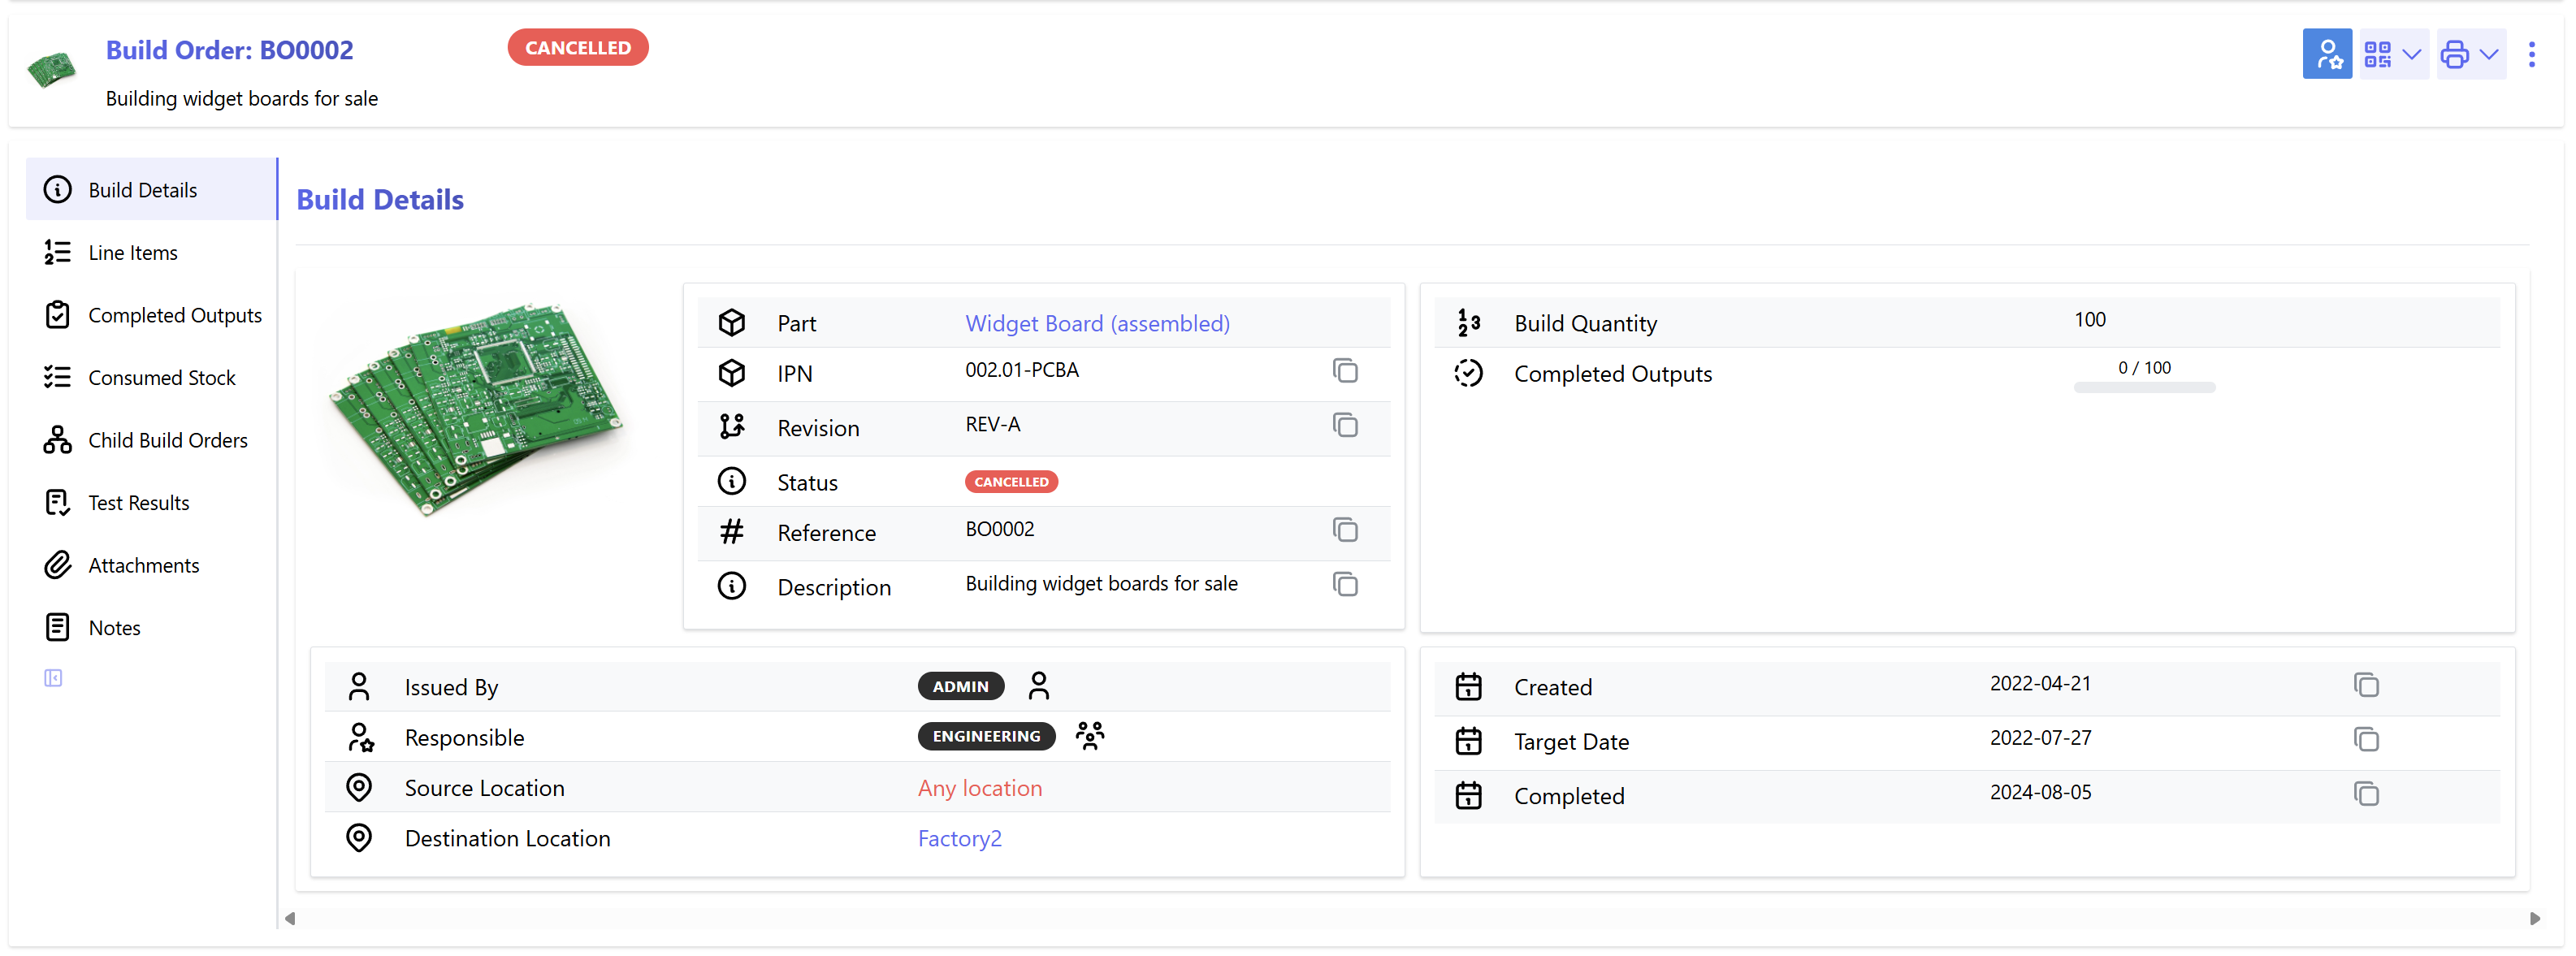 Build Order: BO0002
CANCELLED
Building widget boards for sale
Build Details
Line Items
Completed Outputs
Consumed Stock
Child Build Orders
Test Results
Attachments
Notes
Build Details
Part Widget Board (assembled)
IPN 002.01-PCBA
Revision REV-A
Status CANCELLED
Reference BO0002
Description Building widget boards for sale
Build Quantity 100
Completed Outputs 0 / 100
Issued By ADMIN
Responsible ENGINEERING
Source Location Any location
Destination Location Factory2
Created 2022-04-21
Target Date 2022-07-27
Completed 2024-08-05